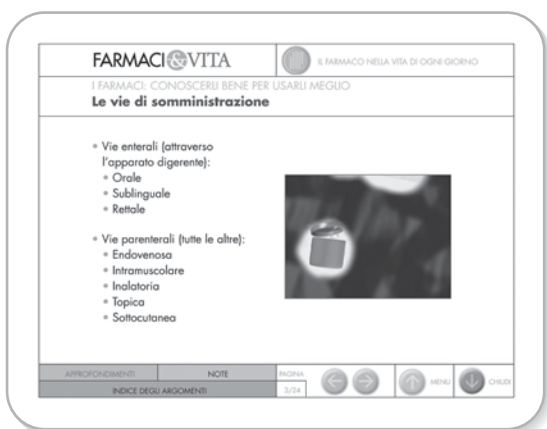 FARMACI&VITA
IL FARMACO NELLA VITA DI OGNI GIORNO
I FARMACI: CONOSCERLI BENE PER USARLI MEGLIO
Le vie di somministrazione
• Vie enterali (attraverso
l'apparato digerente):
• Orale
• Sublinguale
• Rettale
• Vie parenterali (tutte le altre):
• Endovenosa
• Intramuscolare
• Inalatoria
• Topica
• Sottocutanea
APPROFONDIMENTI NOTE PAGINA
INDICE DEGLI ARGOMENTI 3/24
MENÙ CHIUDI